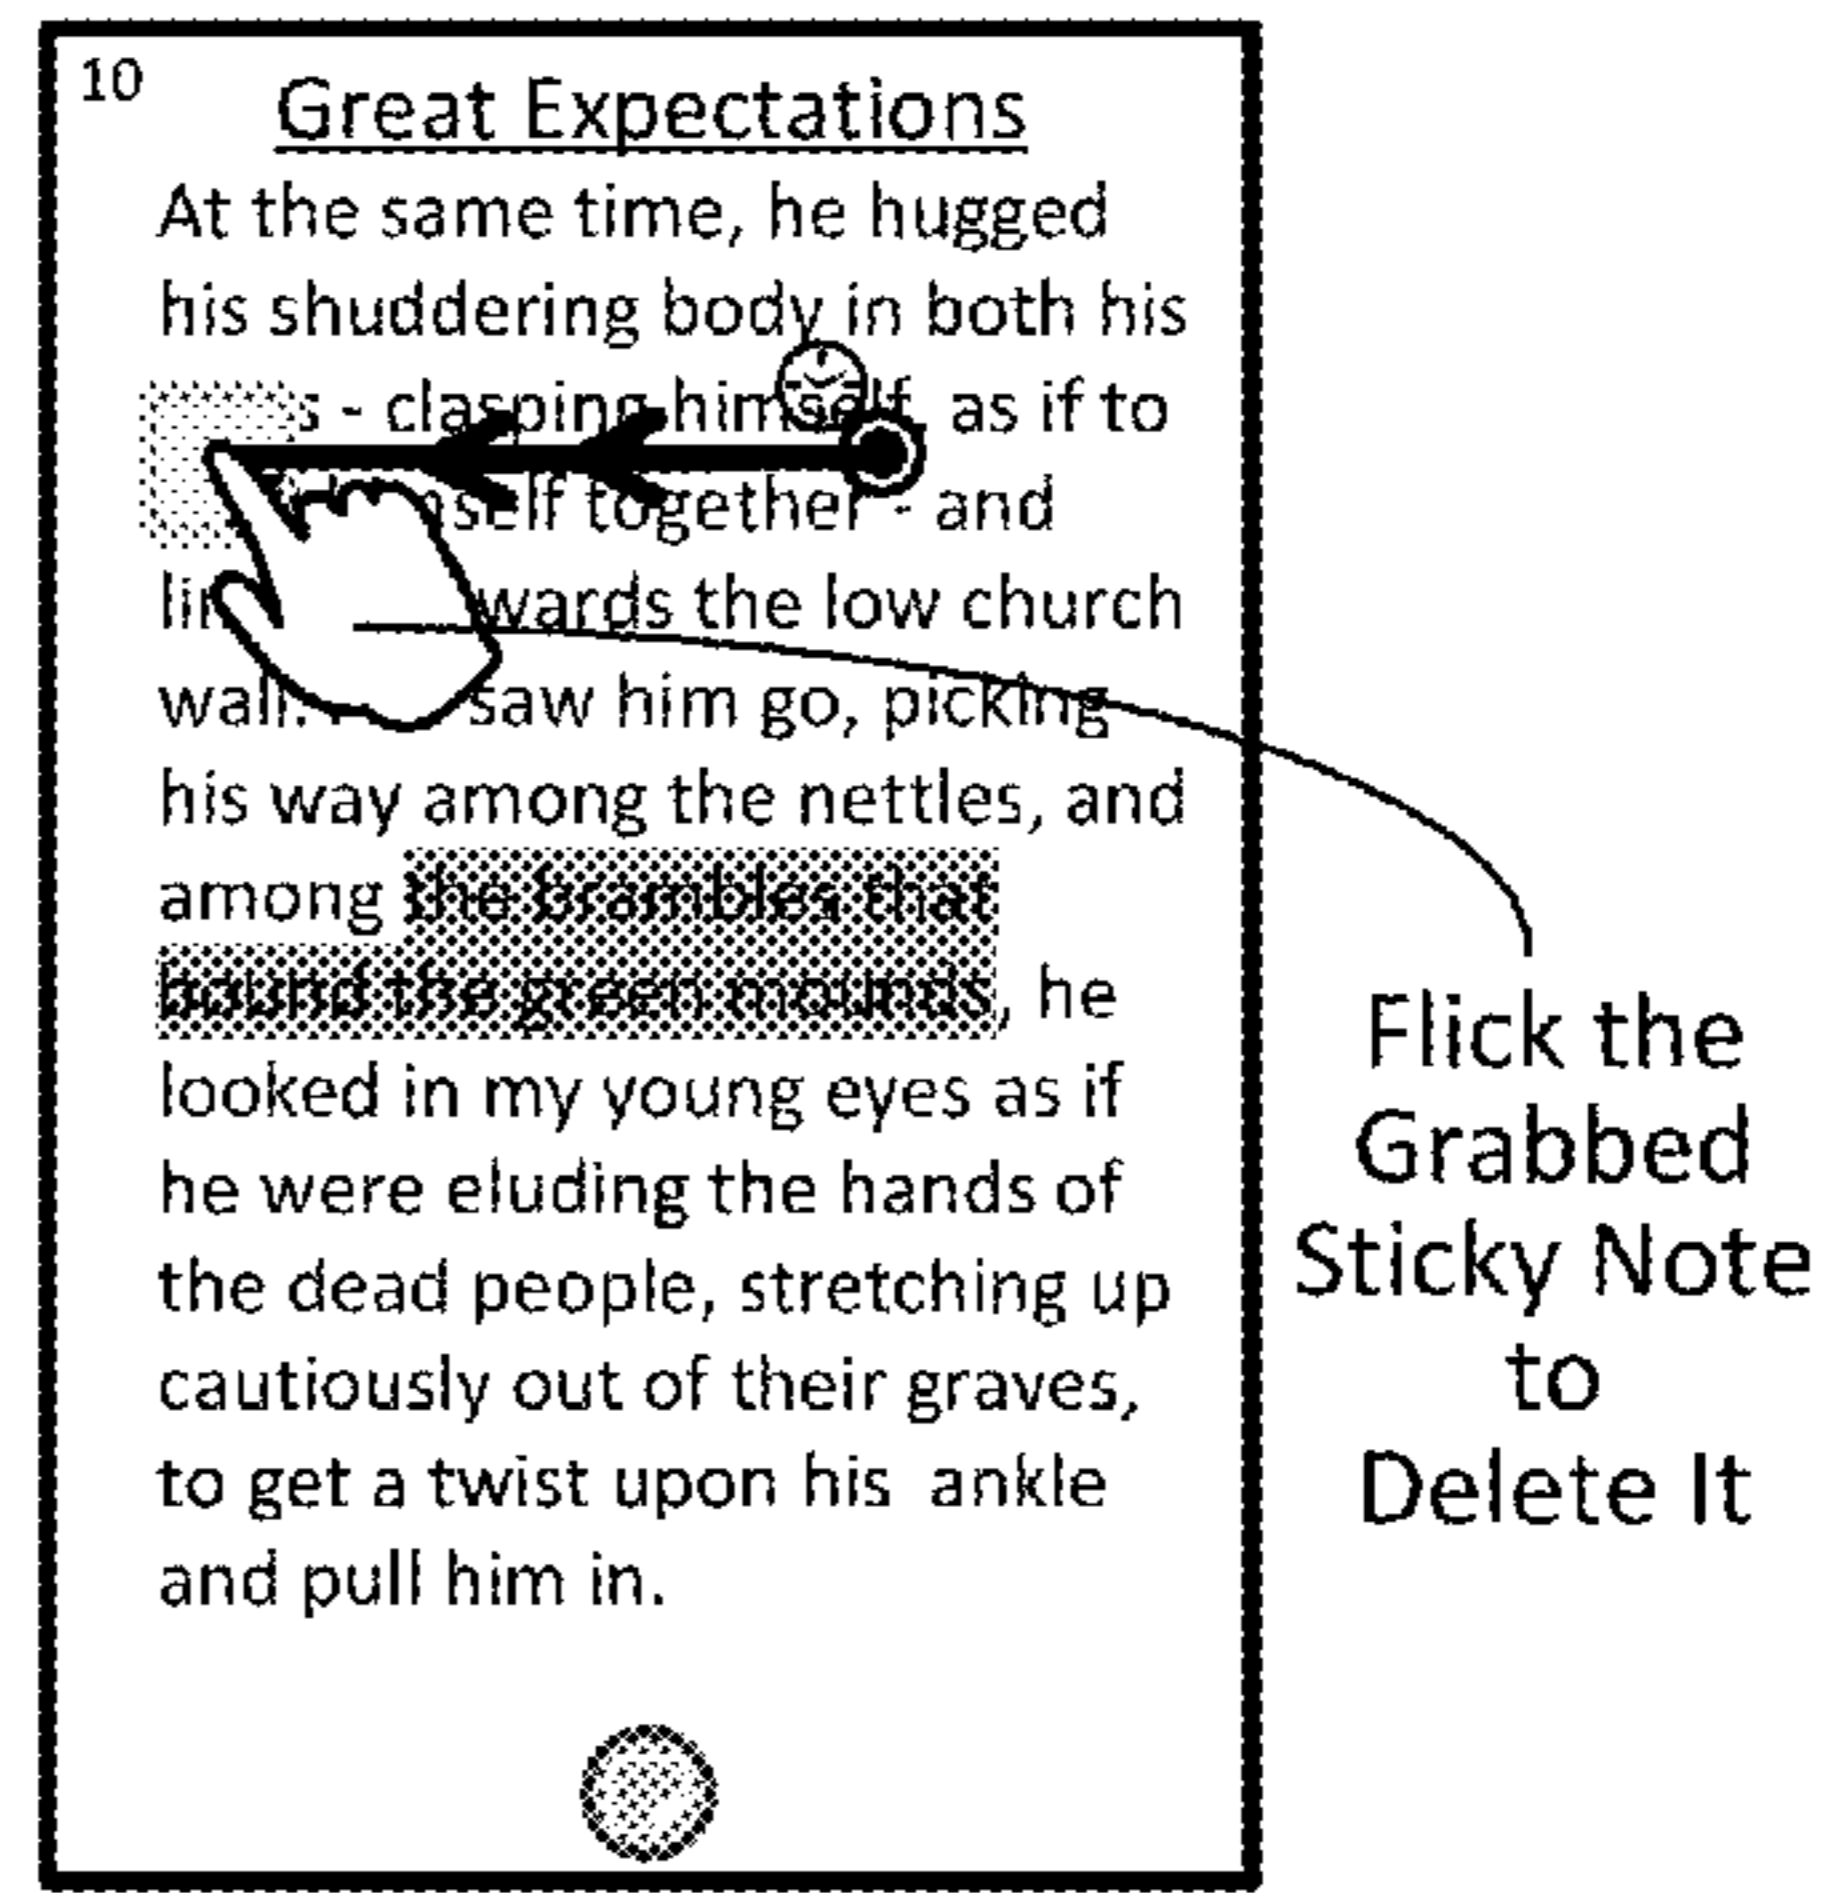 10
Great Expectations
At the same time, he hugged
his shuddering body in both his
s - clasping himself, as if to
nself together - and
lim wards the low church
wall. saw him go, picking
his way among the nettles, and
among the brambles that
bound the green mounds, he
looked in my young eyes as if
he were eluding the hands of
the dead people, stretching up
cautiously out of their graves,
to get a twist upon his ankle
and pull him in.
Flick the
Grabbed
Sticky Note
to
Delete It